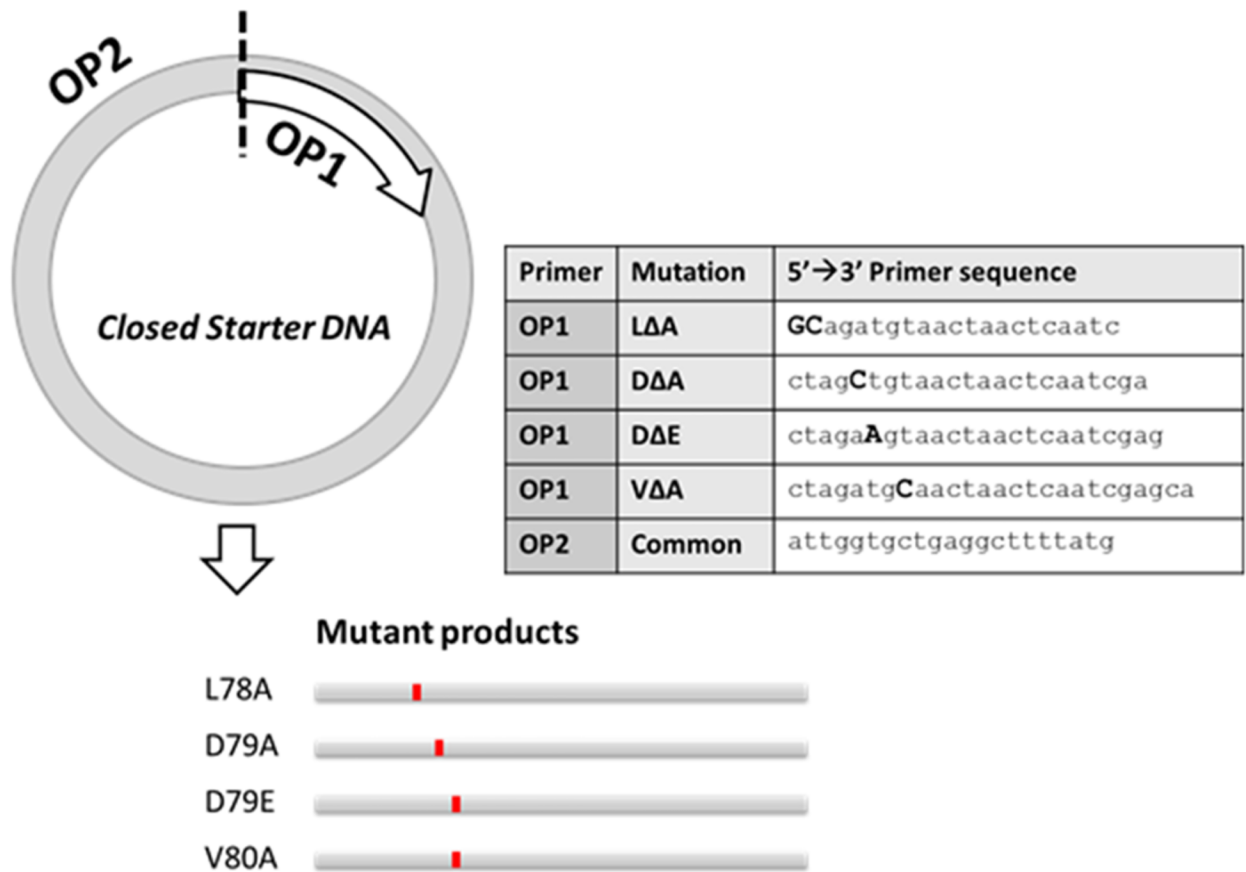 OP2
OP1
Closed Starter DNA
Primer Mutation 5’→3’ Primer sequence
OP1 LΔA GCagatgtaactaactcaatc
OP1 DΔA ctagCtgtaactaactcaatcga
OP1 DΔE ctagaAgtaactaactcaatcgag
OP1 VΔA ctagatgCaactaactcaatcgagca
OP2 Common attggtgctgaggcttttatg
Mutant products
L78A
D79A
D79E
V80A